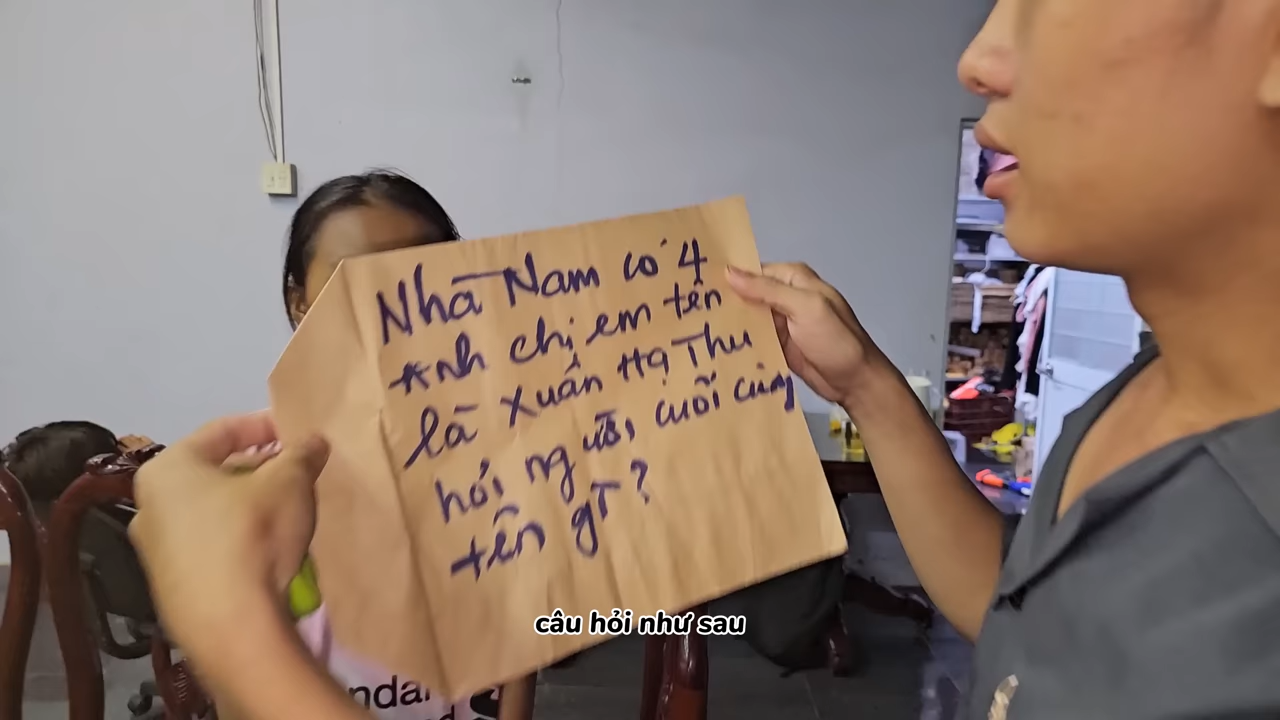 Nhà Nam có 4
Anh chị em tên
là Xuân Hạ Thu
hỏi người cuối cùng
tên gì?
câu hỏi như sau